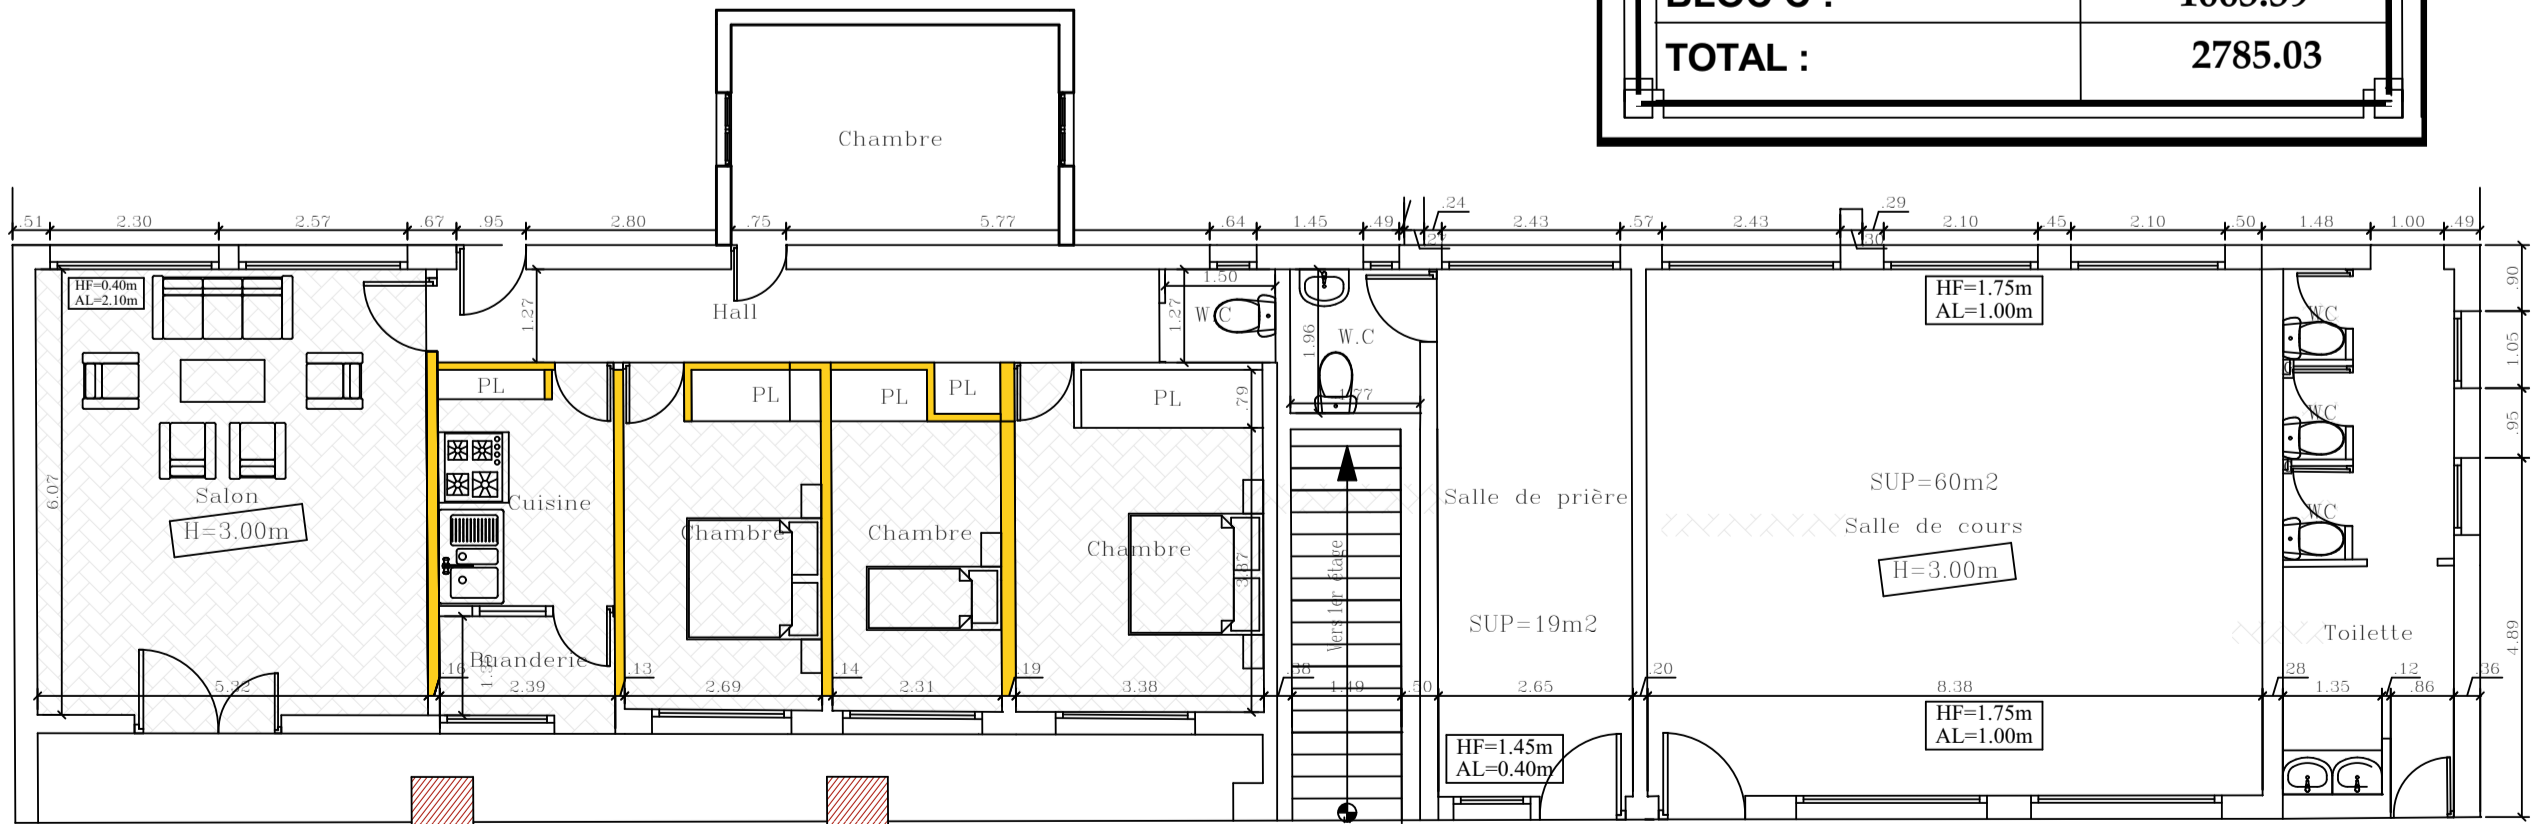 TOTAL :
2785.03
Chambre
.51
2.30
2.57
.67
.95
2.80
.75
5.77
.64
1.45
.49
.24
2.43
.57
2.43
.30
.29
2.10
.45
2.10
.50
1.48
1.00
.49
HF=0.40m
AL=2.10m
1.27
Hall
1.27
1.50
W.C
1.96
W.C
1.77
HF=1.75m
AL=1.00m
WC
.90
1.05
.95
PL
PL
PL
PL
PL
.79
WC
6.07
Salon
H=3.00m
Cuisine
Chambre
Chambre
Chambre
3.87
Vers 1er étage
Salle de prière
SUP=19m2
SUP=60m2
Salle de cours
H=3.00m
WC
Toilette
4.89
Buanderie
5.32
.16
2.39
.13
2.69
.14
2.31
.19
3.38
.38
1.49
.50
2.65
.20
8.38
.28
1.35
.12
.86
.36
HF=1.45m
AL=0.40m
HF=1.75m
AL=1.00m